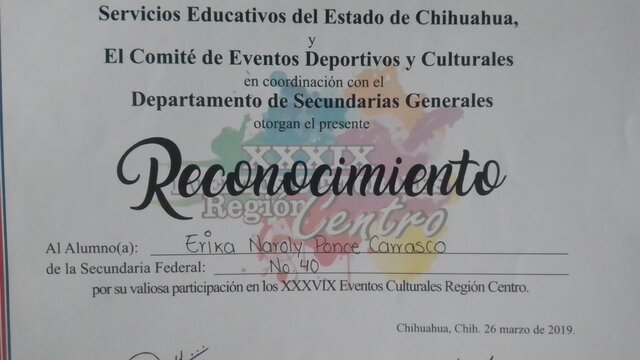 Servicios Educativos del Estado de Chihuahua,
y
El Comité de Eventos Deportivos y Culturales
en coordinación con el
Departamento de Secundarias Generales
otorgan el presente
XXXIX
Reconocimiento
Región
Centro
Al Alumno(a): Erika Naroly Ponce Carrasco
de la Secundaria Federal: No. 40
por su valiosa participación en los XXXVIX Eventos Culturales Región Centro.
Chihuahua, Chih. 26 marzo de 2019.